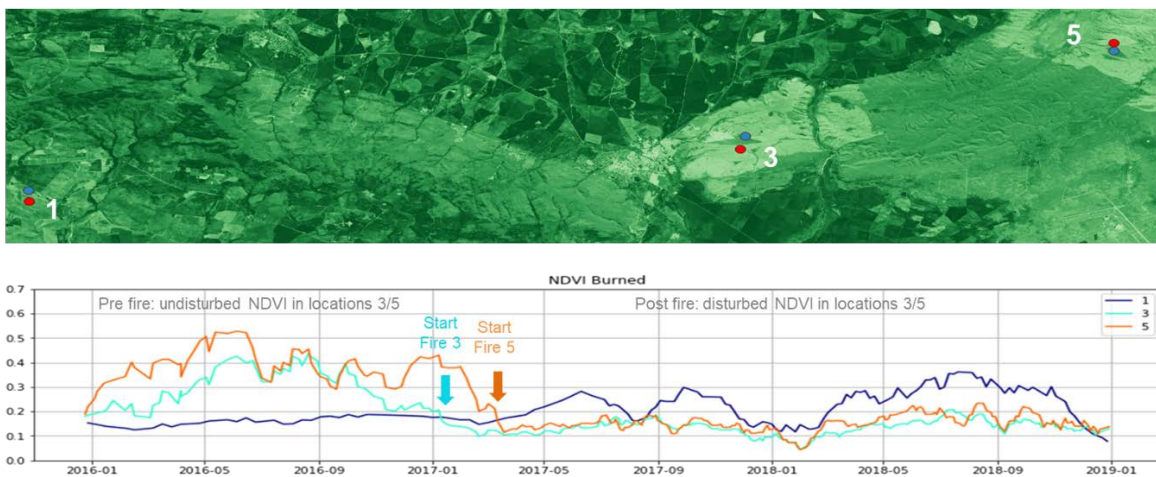 5
3
1
NDVI Burned
0.7
0.6
0.5
0.4
0.3
0.2
0.1
0.0
Pre fire: undisturbed NDVI in locations 3/5
Post fire: disturbed NDVI in locations 3/5
Start
Fire 3
Start
Fire 5
1
3
5
2016-01 2016-05 2016-09 2017-01 2017-05 2017-09 2018-01 2018-05 2018-09 2019-01